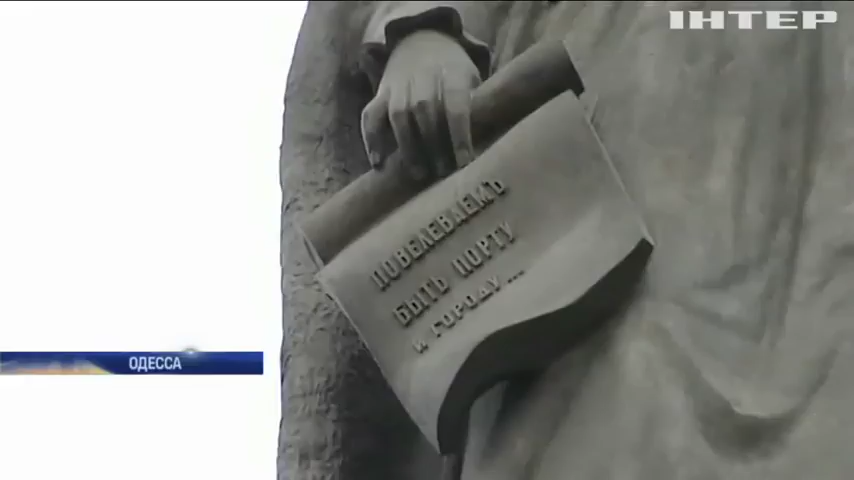 ІНТЕР
ПОВЕЛЕВАЕМЪ
БЫТЬ ПОРТУ
и ГОРОДУ...
ОДЕССА